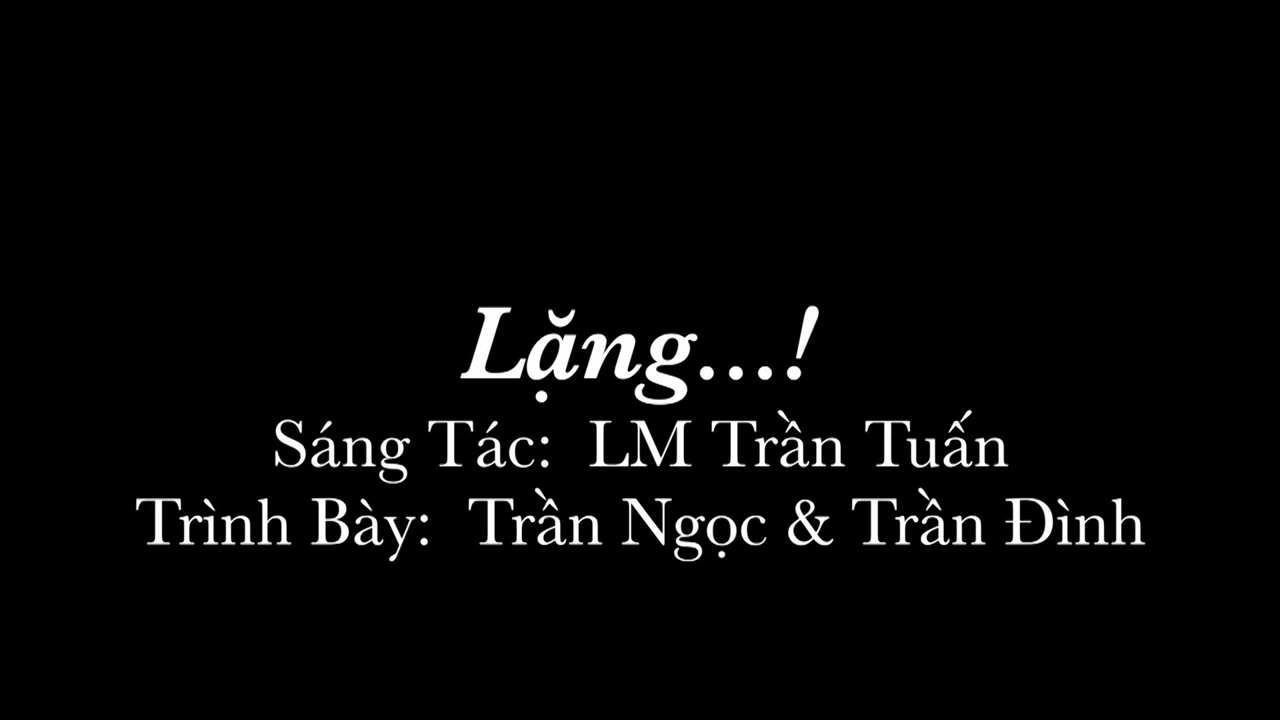 Lặng...!
Sáng Tác:  LM Trần Tuấn
Trình Bày:  Trần Ngọc & Trần Đình